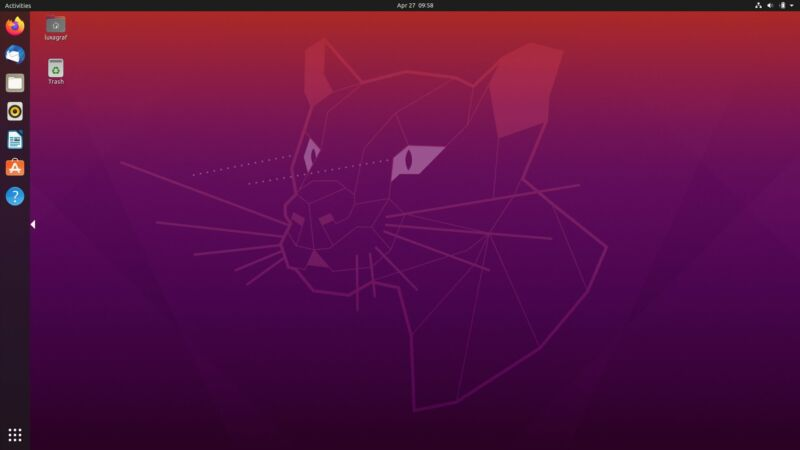 Activities
Apr 27 09:58
luxagraf
Trash